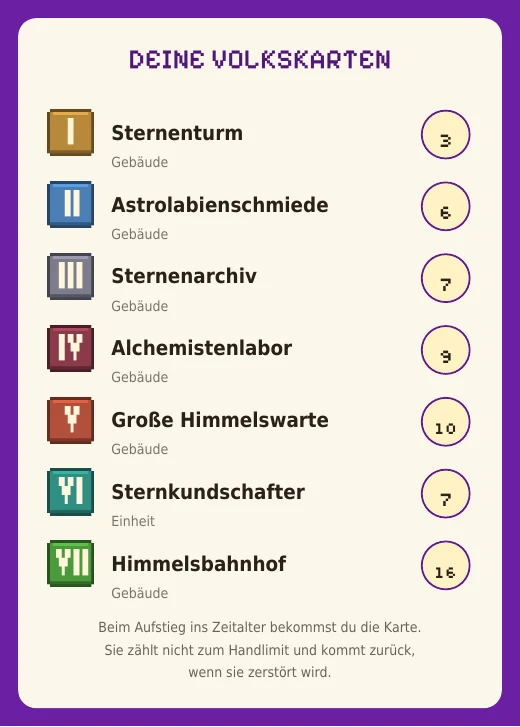 DEINE VOLKSKARTEN
I
Sternenturm
3
Gebäude
II
Astrolabienschmiede
6
Gebäude
III
Sternenarchiv
7
Gebäude
IV
Alchemistenlabor
9
Gebäude
V
Große Himmelswarte
10
Gebäude
VI
Sternkundschafter
7
Einheit
VII
Himmelsbahnhof
16
Gebäude
Beim Aufstieg ins Zeitalter bekommst du die Karte.
Sie zählt nicht zum Handlimit und kommt zurück,
wenn sie zerstört wird.